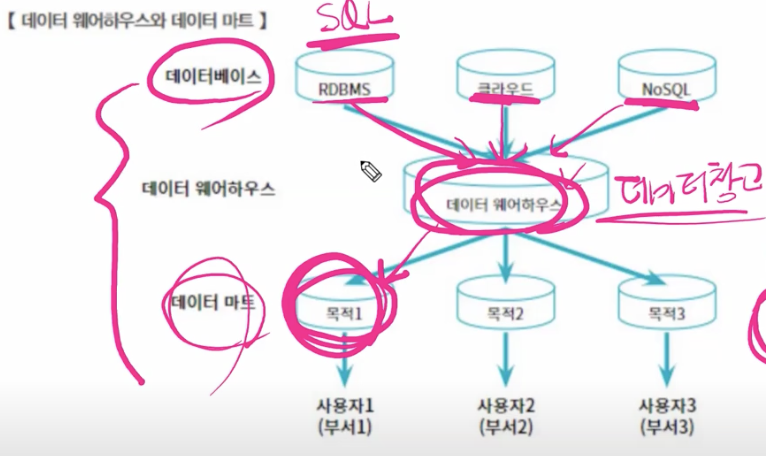 【 데이터 웨어하우스와 데이터 마트 】
SQL
데이터베이스
RDBMS
클라우드
NoSQL
데이터 웨어하우스
데이터 웨어하우스
데이터창고
데이터 마트
목적1
목적2
목적3
사용자1
(부서1)
사용자2
(부서2)
사용자3
(부서3)